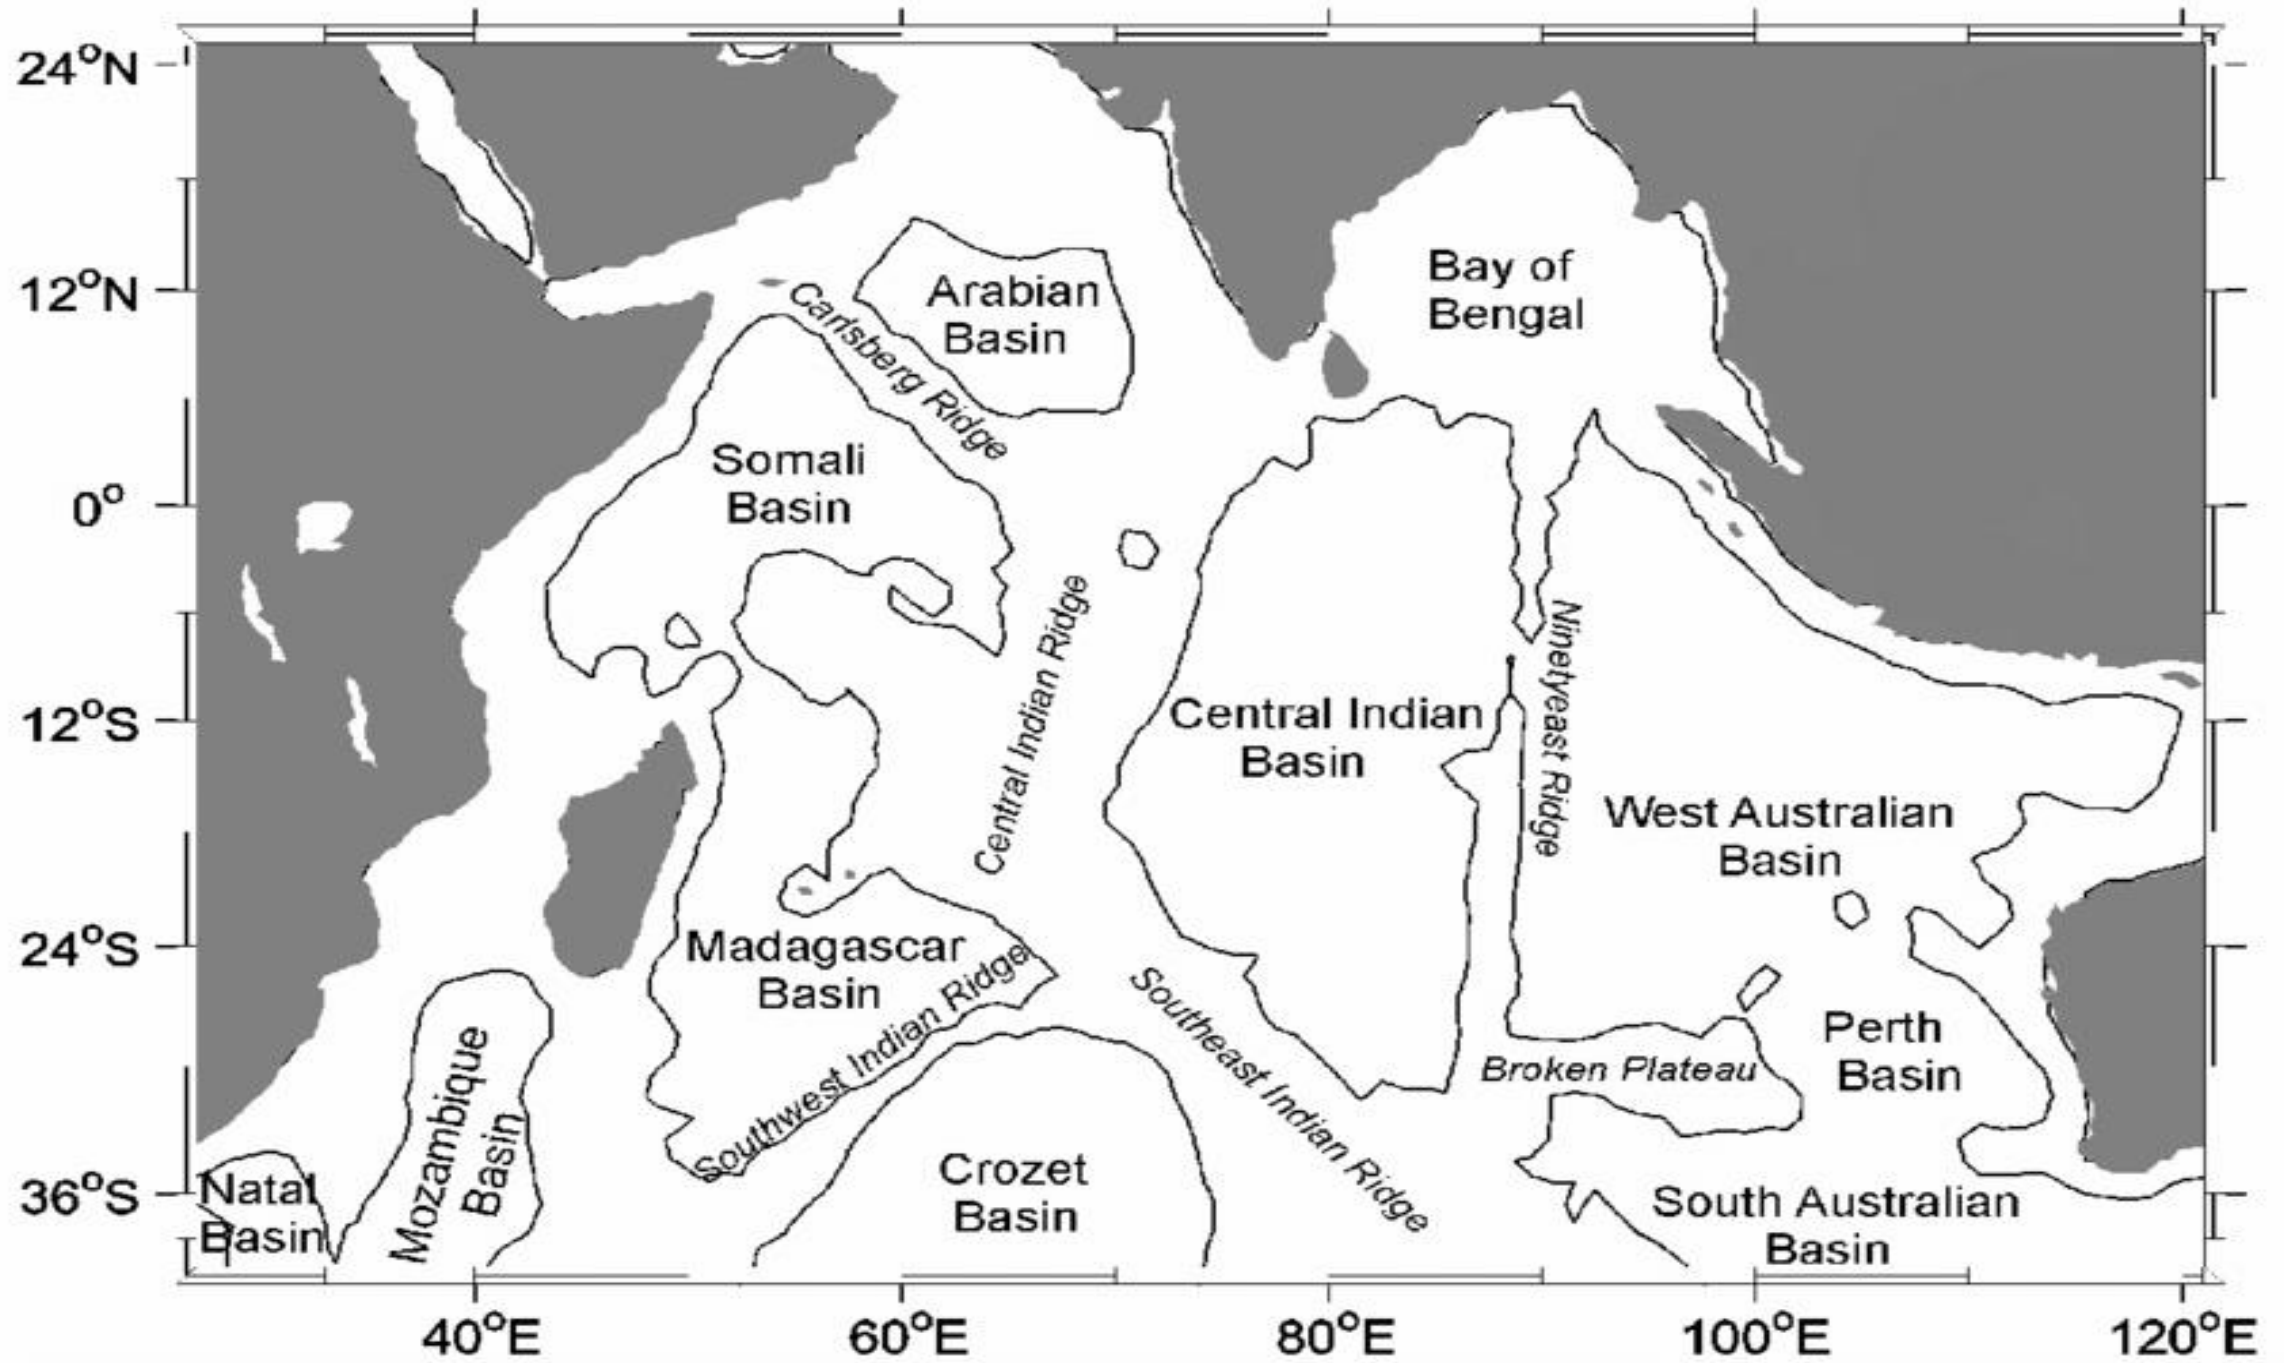 24°N
12°N
0°
12°S
24°S
36°S
Arabian
Basin
Bay of
Bengal
Carlsberg Ridge
Somali
Basin
Central Indian Ridge
Central Indian
Basin
Ninetyeast Ridge
West Australian
Basin
Madagascar
Basin
Southwest Indian Ridge
Southeast Indian Ridge
Mozambique
Basin
Broken Plateau
Perth
Basin
Natal
Basin
Crozet
Basin
South Australian
Basin
40°E
60°E
80°E
100°E
120°E